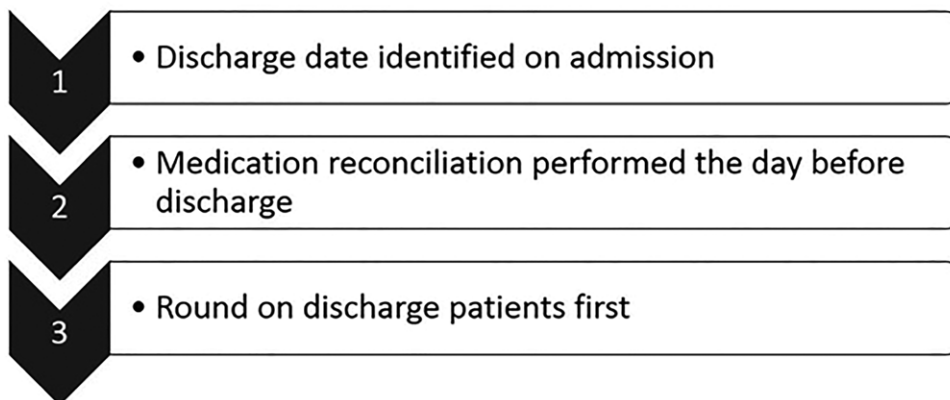 1
• Discharge date identified on admission
2
• Medication reconciliation performed the day before
discharge
3
• Round on discharge patients first